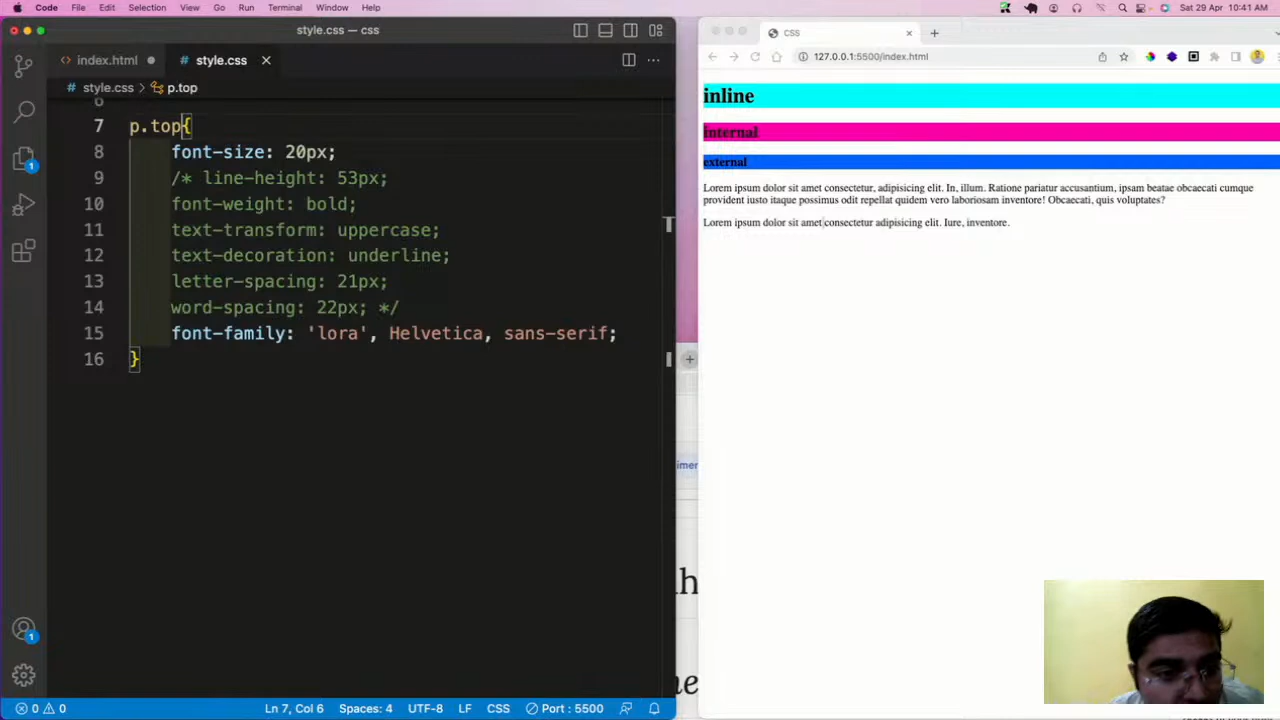 Code File Edit Selection View Go Run Terminal Window Help Sat 29 Apr 10:41 AM
style.css — css
index.html style.css
style.css > p.top
6
7 p.top{
8 font-size: 20px;
9 /* line-height: 53px;
10 font-weight: bold;
11 text-transform: uppercase;
12 text-decoration: underline;
13 letter-spacing: 21px;
14 word-spacing: 22px; */
15 font-family: 'lora', Helvetica, sans-serif;
16 }
1
1
0 0 Ln 7, Col 6 Spaces: 4 UTF-8 LF CSS Port : 5500
CSS
127.0.0.1:5500/index.html
inline
internal
external
Lorem ipsum dolor sit amet consectetur, adipisicing elit. In, illum. Ratione pariatur accusantium, ipsam beatae obcaecati cumque
provident iusto itaque possimus odit repellat quidem vero laboriosam inventore! Obcaecati, quis voluptates?
Lorem ipsum dolor sit amet consectetur adipisicing elit. Iure, inventore.